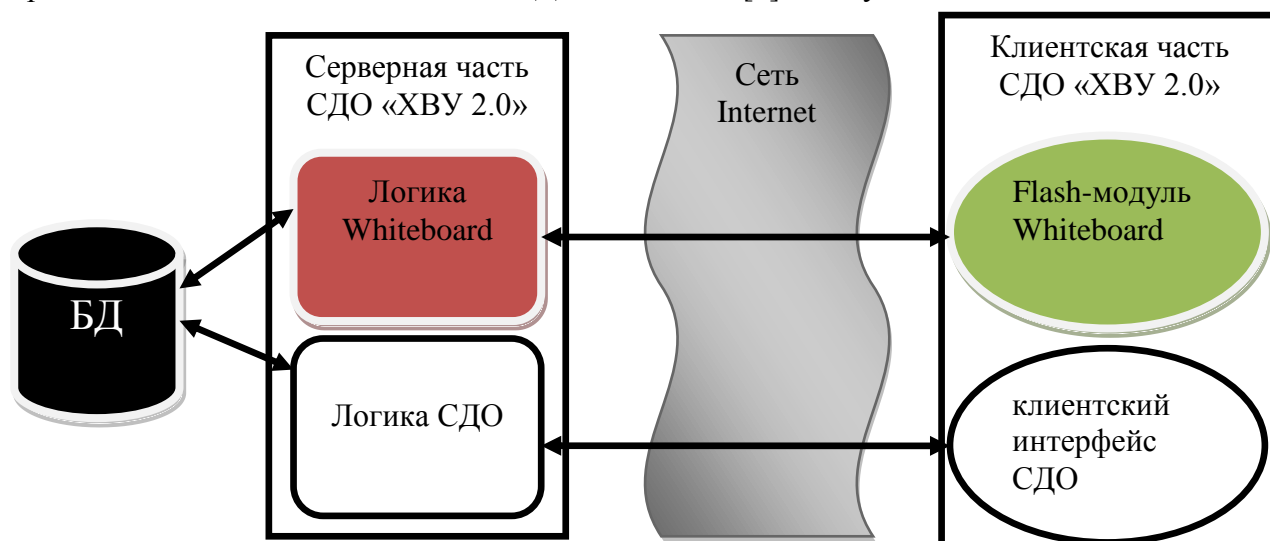 Серверная часть
СДО «ХВУ 2.0»
Логика
Whiteboard
Логика СДО
БД
Сеть
Internet
Клиентская часть
СДО «ХВУ 2.0»
Flash-модуль
Whiteboard
клиентский
интерфейс
СДО